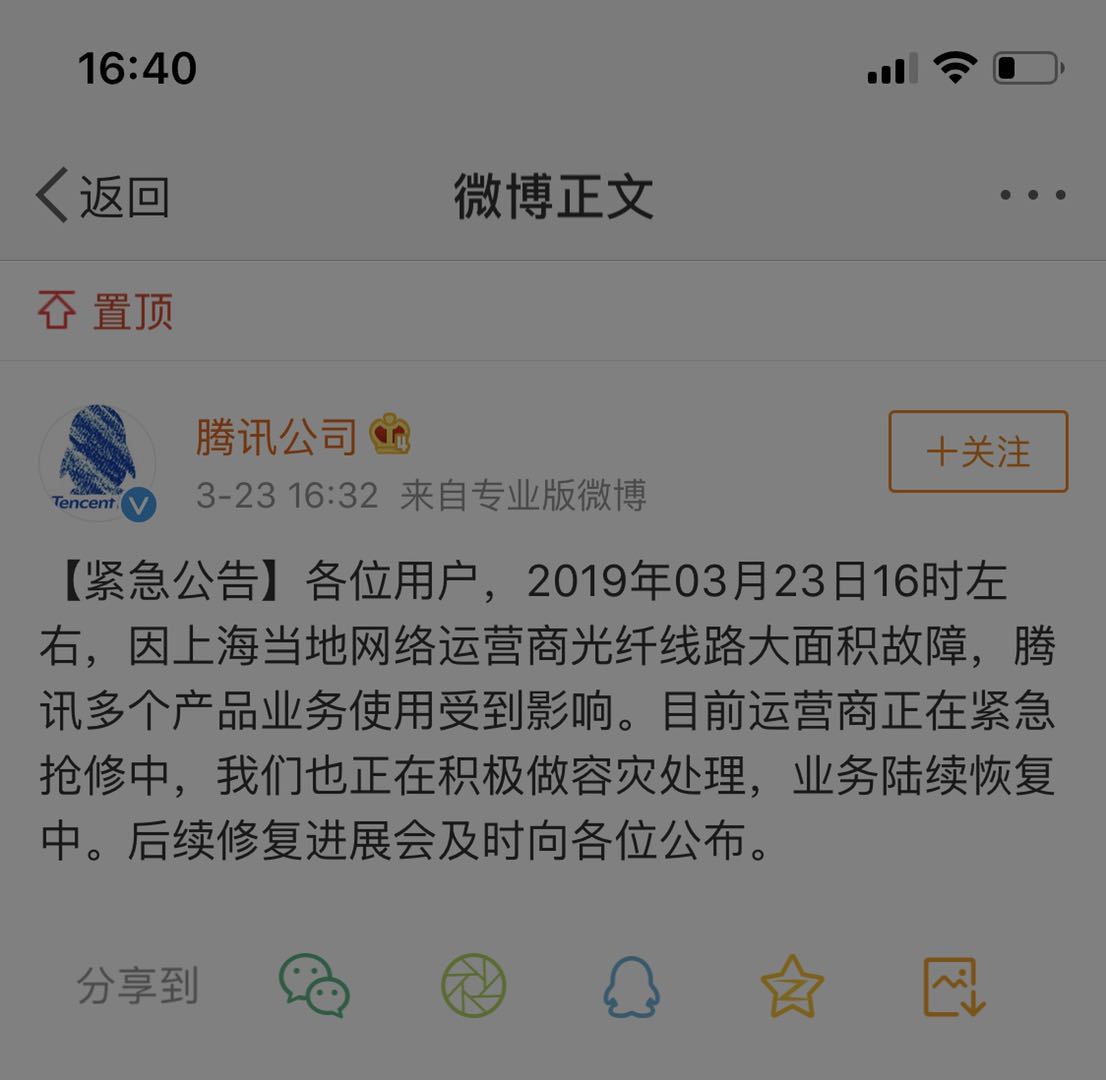 16:40
返回
微博正文
置顶
腾讯公司
3-23 16:32 来自专业版微博
Tencent
十关注
【紧急公告】各位用户，2019年03月23日16时左
右，因上海当地网络运营商光纤线路大面积故障，腾
讯多个产品业务使用受到影响。目前运营商正在紧急
抢修中，我们也正在积极做容灾处理，业务陆续恢复
中。后续修复进展会及时向各位公布。
分享到